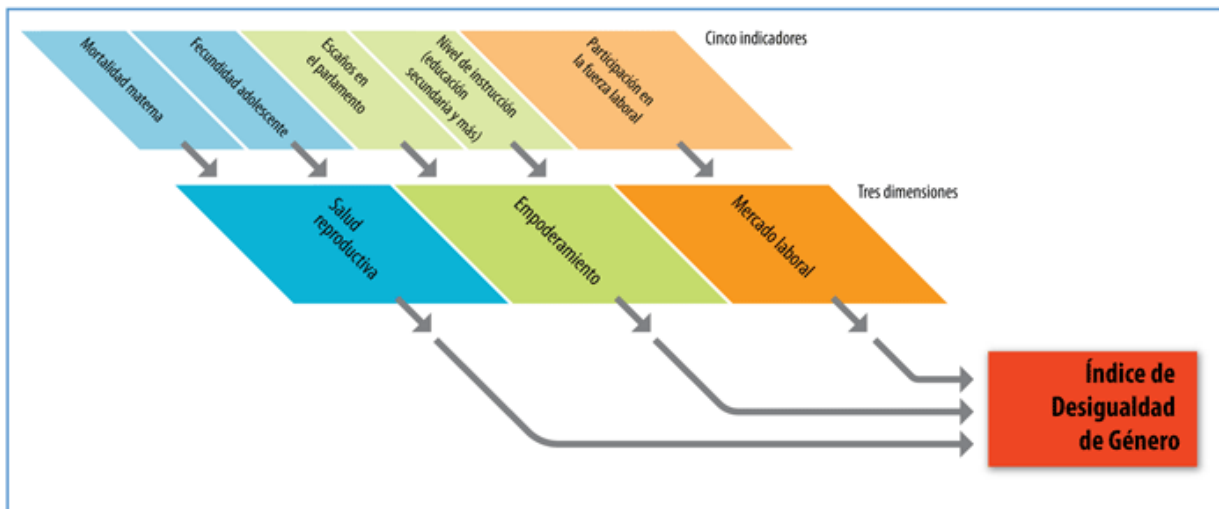 Mortalidad materna
Fecundidad adolescente
Escaños en
el parlamento
Nivel de instrucción
(educación
secundaria y más)
Participación en
la fuerza laboral
Cinco indicadores
Salud
reproductiva
Empoderamiento
Mercado laboral
Tres dimensiones
Índice de
Desigualdad
de Género